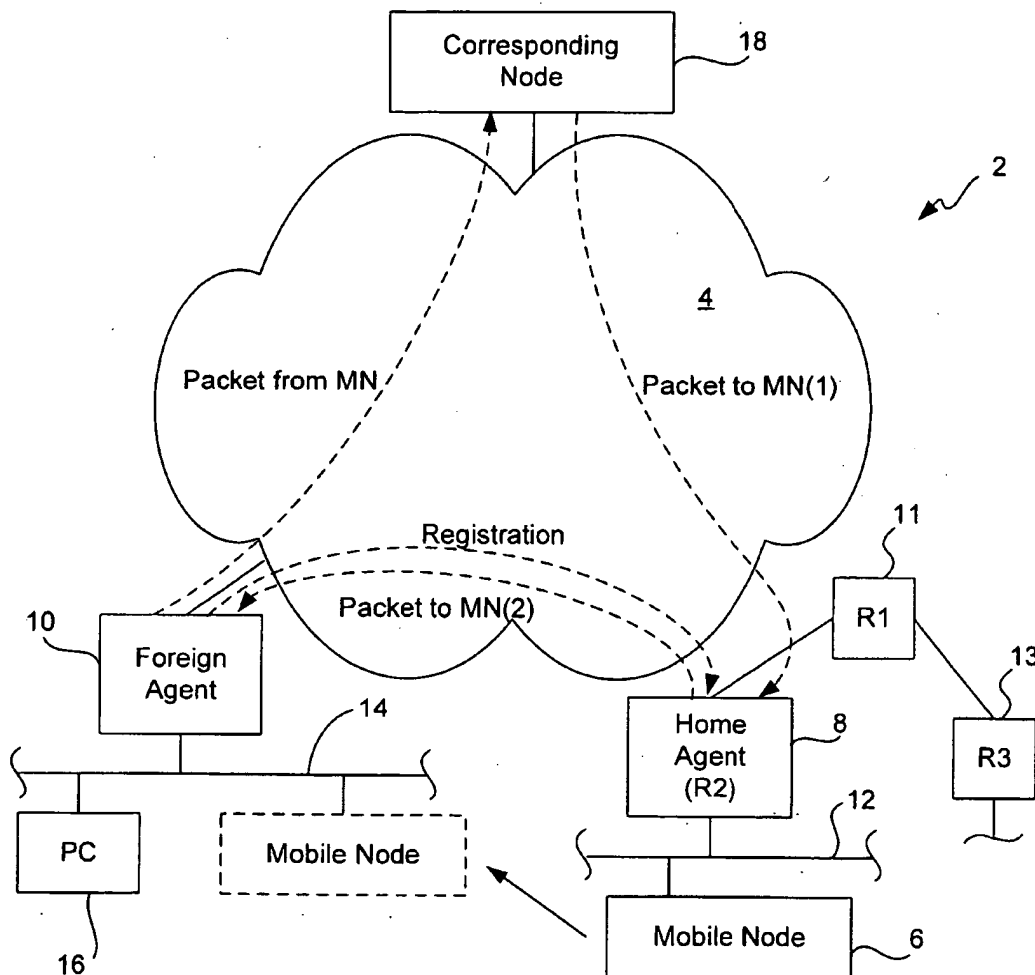 Corresponding
Node
18
2
4
Packet from MN
Packet to MN(1)
Registration
11
R1
Packet to MN(2)
10
Foreign
Agent
13
R3
14
Home
Agent
(R2)
8
12
PC
Mobile Node
16
Mobile Node
6